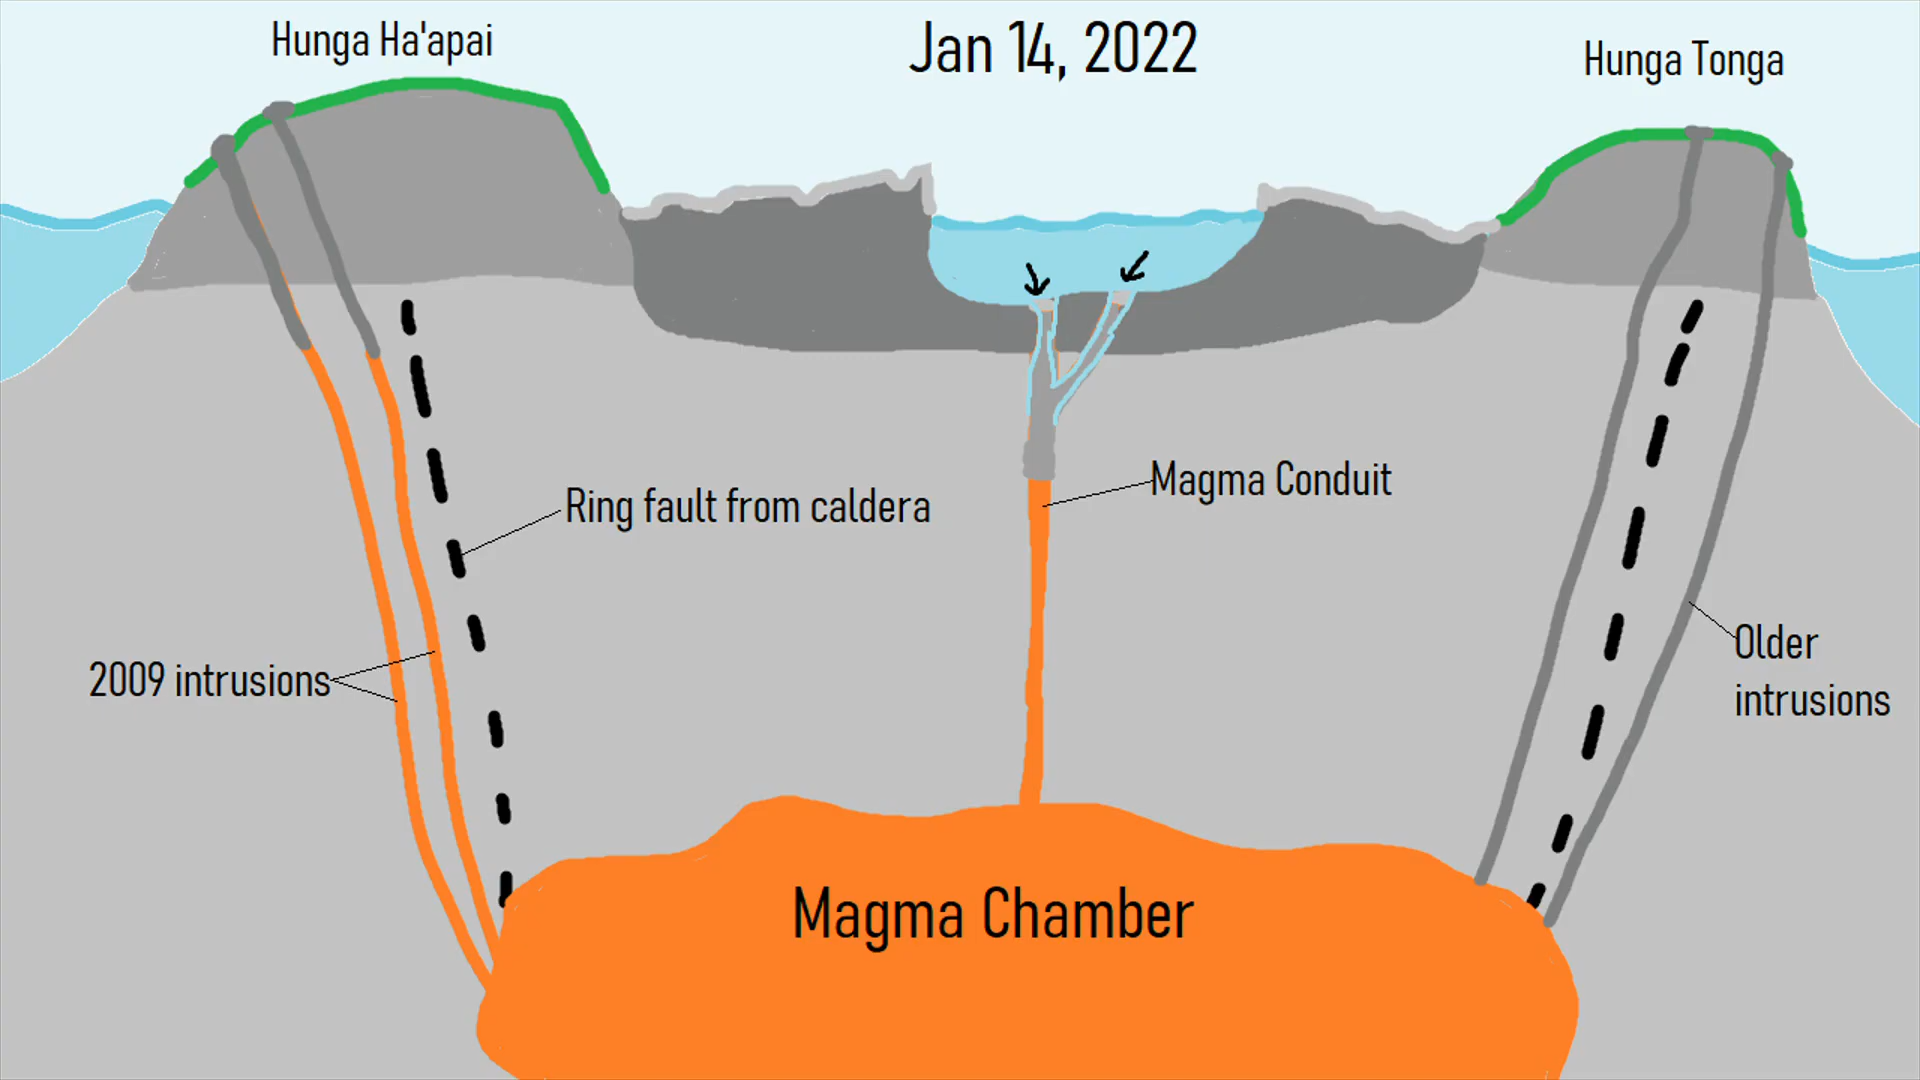 Hunga Ha'apai
Jan 14, 2022
Hunga Tonga
Ring fault from caldera
Magma Conduit
2009 intrusions
Older
intrusions
Magma Chamber